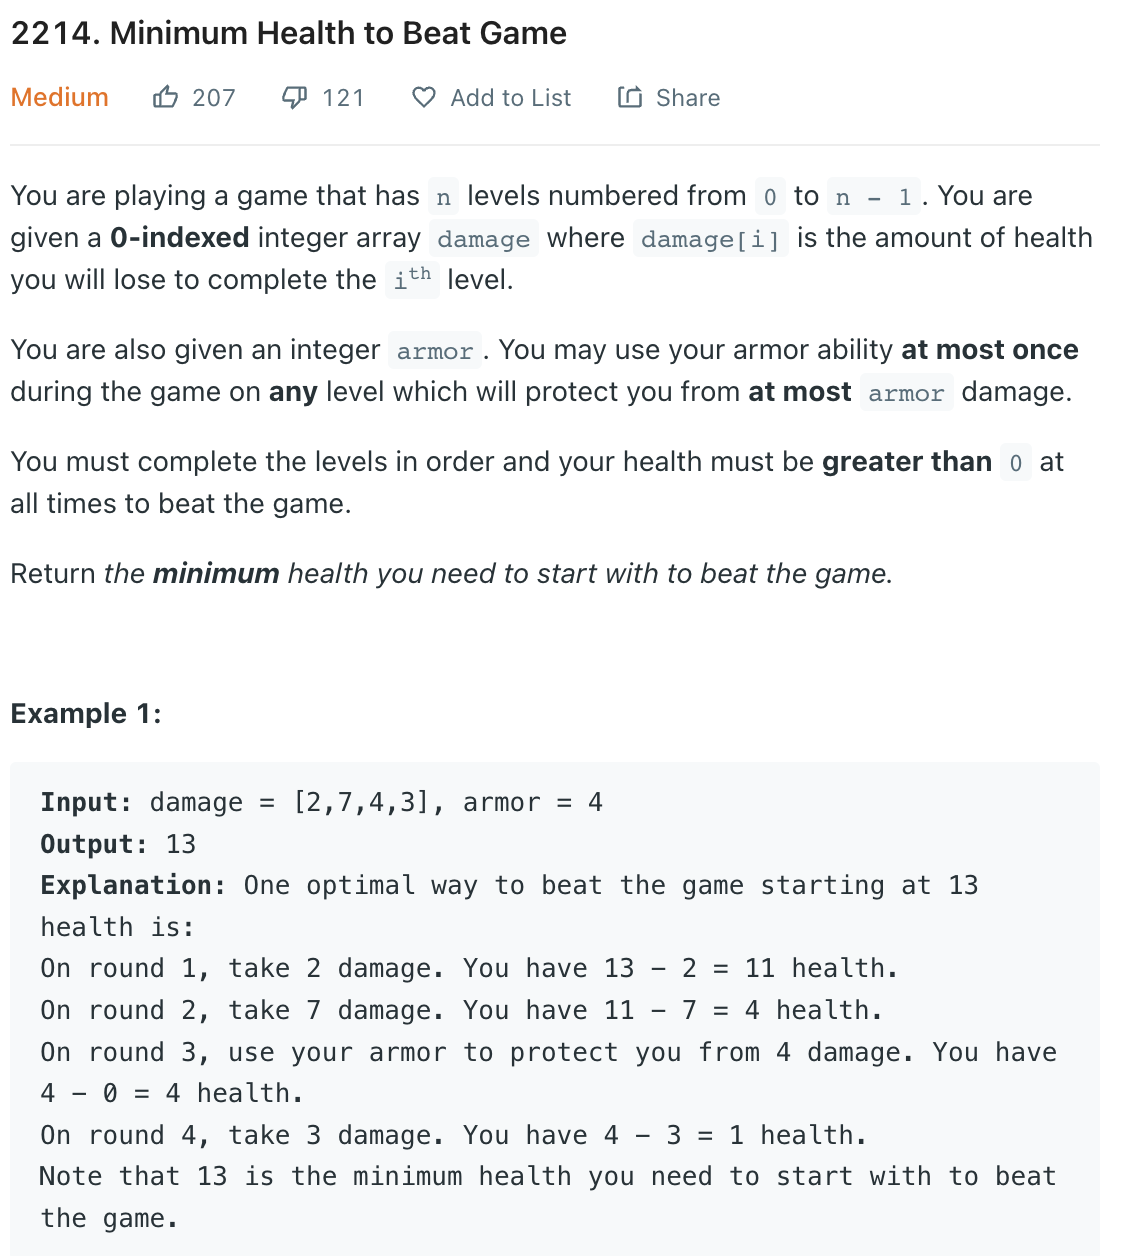 2214. Minimum Health to Beat Game
Medium 207 121 Add to List Share
You are playing a game that has n levels numbered from 0 to n - 1. You are
given a 0-indexed integer array damage where damage[i] is the amount of health
you will lose to complete the ith level.
You are also given an integer armor. You may use your armor ability at most once
during the game on any level which will protect you from at most armor damage.
You must complete the levels in order and your health must be greater than 0 at
all times to beat the game.
Return the minimum health you need to start with to beat the game.
Example 1:
Input: damage = [2,7,4,3], armor = 4
Output: 13
Explanation: One optimal way to beat the game starting at 13
health is:
On round 1, take 2 damage. You have 13 - 2 = 11 health.
On round 2, take 7 damage. You have 11 - 7 = 4 health.
On round 3, use your armor to protect you from 4 damage. You have
4 - 0 = 4 health.
On round 4, take 3 damage. You have 4 - 3 = 1 health.
Note that 13 is the minimum health you need to start with to beat
the game.